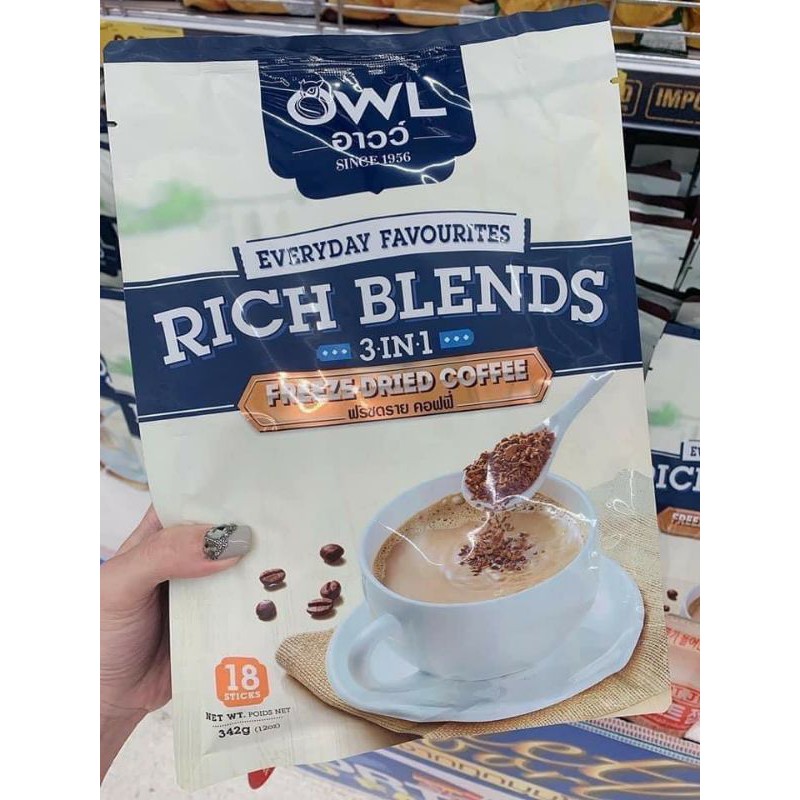 OWL
อาวว์
SINCE 1956
IMPO
EVERYDAY FAVOURITES
RICH BLENDS
3·IN·1
FREEZE-DRIED COFFEE
ฟรีซดราย คอฟฟี่
18
STICKS
NET WT. POIDS NET
342g (12oz)